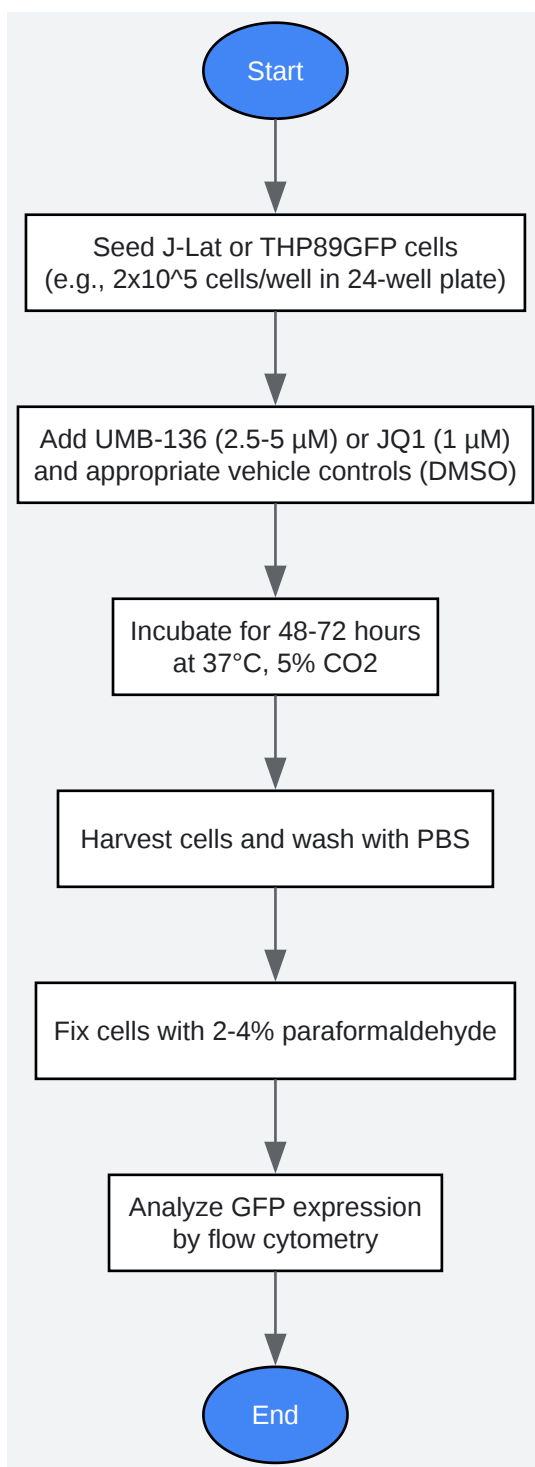 Start
Seed J-Lat or THP89GFP cells
(e.g., 2x10^5 cells/well in 24-well plate)
Add UMB-136 (2.5-5 µM) or JQ1 (1 µM)
and appropriate vehicle controls (DMSO)
Incubate for 48-72 hours
at 37°C, 5% CO2
Harvest cells and wash with PBS
Fix cells with 2-4% paraformaldehyde
Analyze GFP expression
by flow cytometry
End